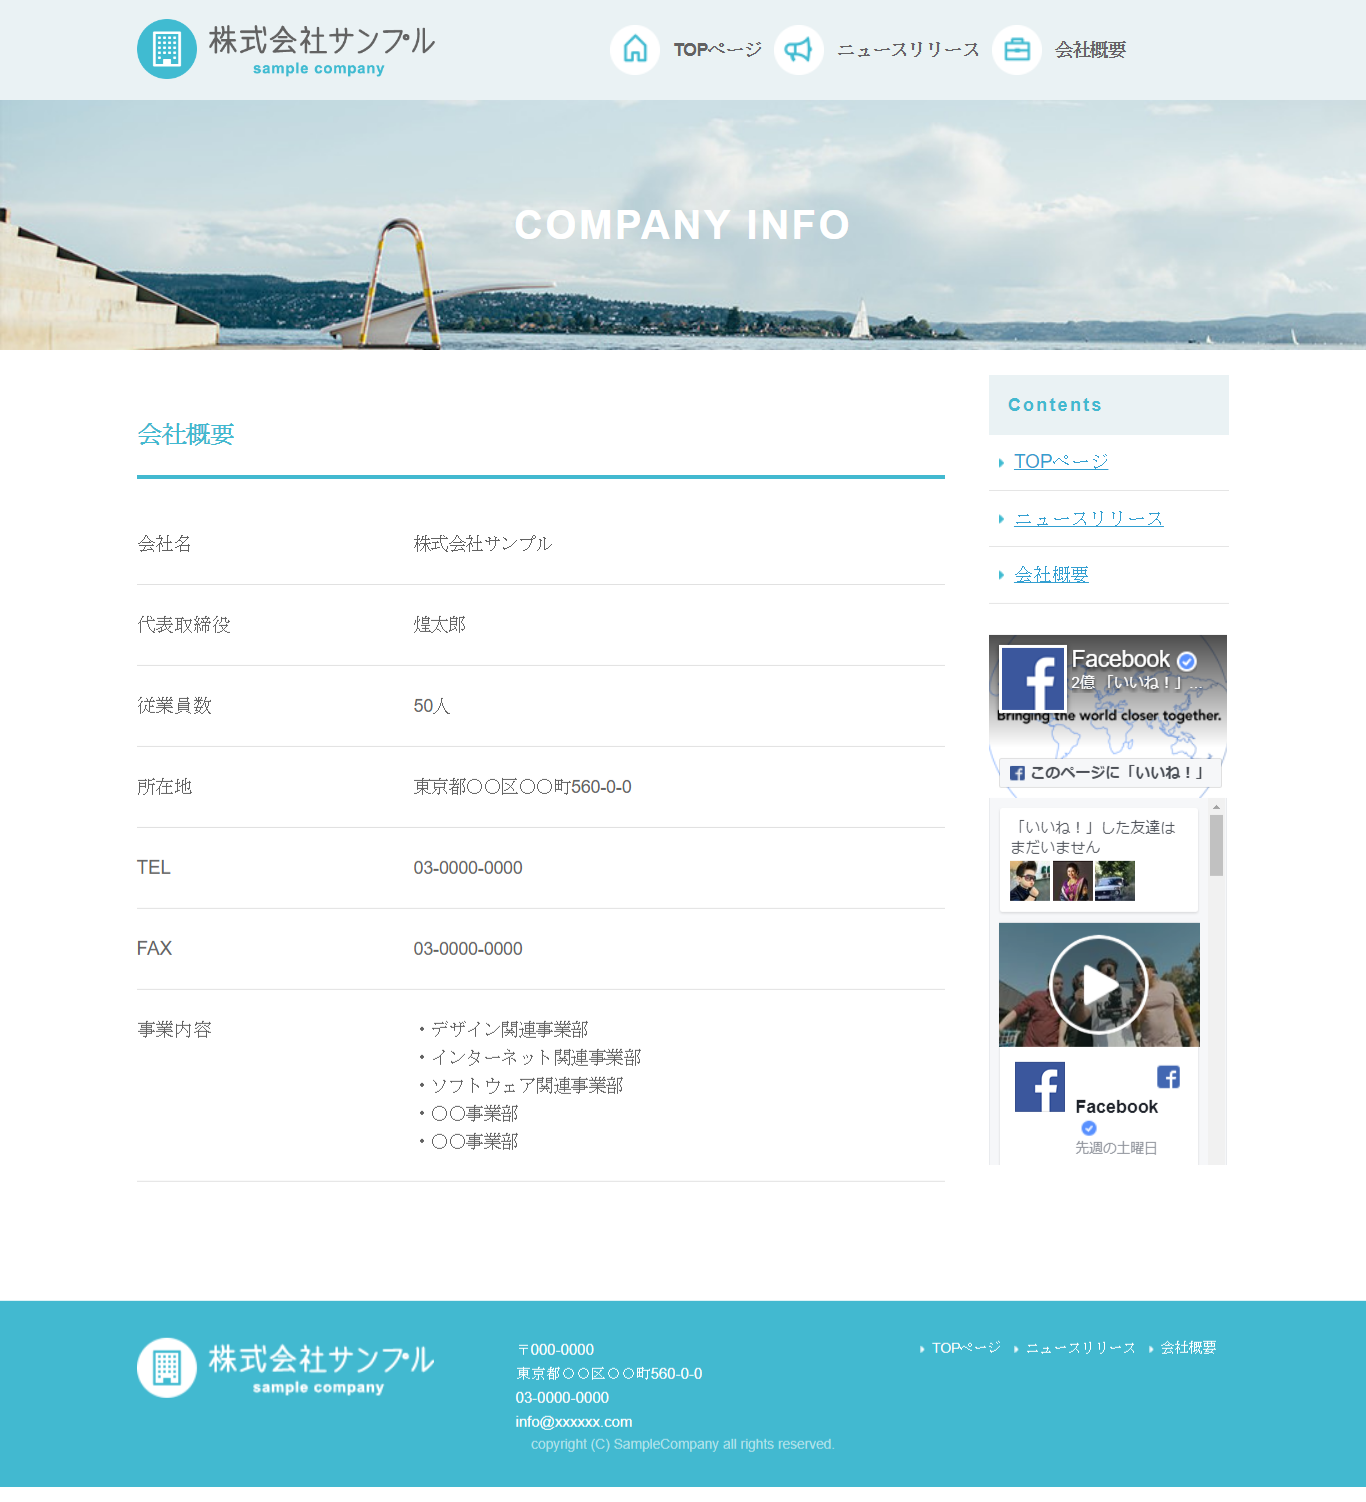 株式会社サンプル
sample company
TOPページ
ニュースリリース
会社概要
COMPANY INFO
会社概要
会社名 株式会社サンプル
代表取締役 煌太郎
従業員数 50人
所在地 東京都〇〇区〇〇町560-0-0
TEL 03-0000-0000
FAX 03-0000-0000
事業内容 ・デザイン関連事業部
・インターネット関連事業部
・ソフトウェア関連事業部
・〇〇事業部
・〇〇事業部
Contents
TOPページ
ニュースリリース
会社概要
Facebook
2億 「いいね！」...
Bringing the world closer together.
このページに「いいね！」
「いいね！」した友達は
まだいません
Facebook
先週の土曜日
株式会社サンプル
sample company
〒000-0000
東京都〇〇区〇〇町560-0-0
03-0000-0000
info@xxxxxx.com
copyright (C) SampleCompany all rights reserved.
TOPページ
ニュースリリース
会社概要